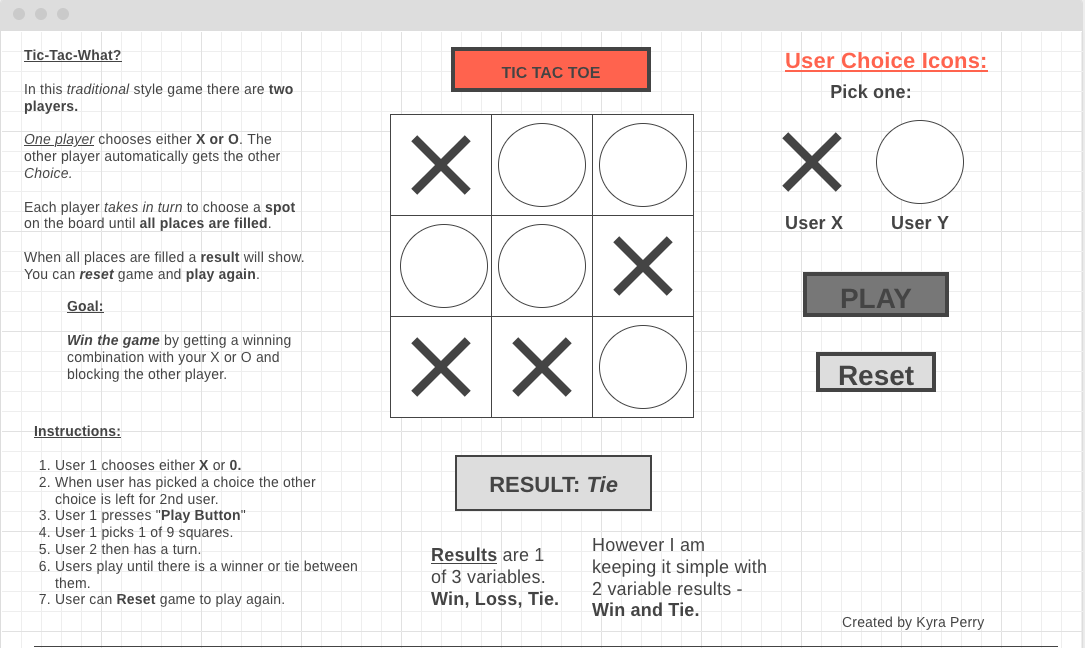 Tic-Tac-What?
In this traditional style game there are two
players.
One player chooses either X or O. The
other player automatically gets the other
Choice.
Each player takes in turn to choose a spot
on the board until all places are filled.
When all places are filled a result will show.
You can reset game and play again.
Goal:
Win the game by getting a winning
combination with your X or O and
blocking the other player.
Instructions:
1. User 1 chooses either X or 0.
2. When user has picked a choice the other
choice is left for 2nd user.
3. User 1 presses "Play Button"
4. User 1 picks 1 of 9 squares.
5. User 2 then has a turn.
6. Users play until there is a winner or tie between
them.
7. User can Reset game to play again.
TIC TAC TOE
RESULT: Tie
Results are 1
of 3 variables.
Win, Loss, Tie.
However I am
keeping it simple with
2 variable results -
Win and Tie.
User Choice Icons:
Pick one:
User X
User Y
PLAY
Reset
Created by Kyra Perry